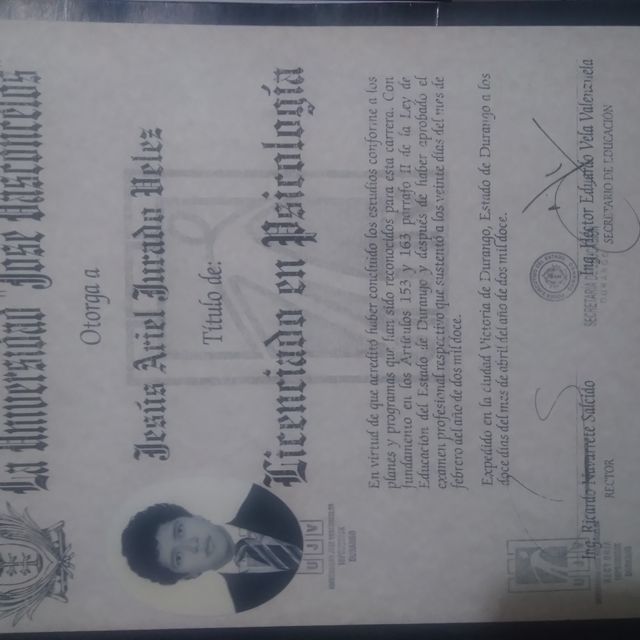 La Universidad "José Vasconcelos"
Otorga a
Jesús Ariel Jurado Velez
Título de:
Licenciado en Psicología
En virtud de que acreditó haber concluido los estudios conforme a los
planes y programas que han sido reconocidos para esta carrera. Con
fundamento en los Artículos 153 y 163 párrafo II de la Ley de
Educación del Estado de Durango y después de haber aprobado el
examen profesional respectivo que sustentó a los veinte días del mes de
febrero del año de dos mil doce.
Expedido en la ciudad Victoria de Durango, Estado de Durango a los
doce días del mes de abril del año de dos mil doce.
Ing. Ricardo Navarrete Salcido
RECTOR
Ing. Héctor Eduardo Vela Valenzuela
SECRETARIO DE EDUCACIÓN